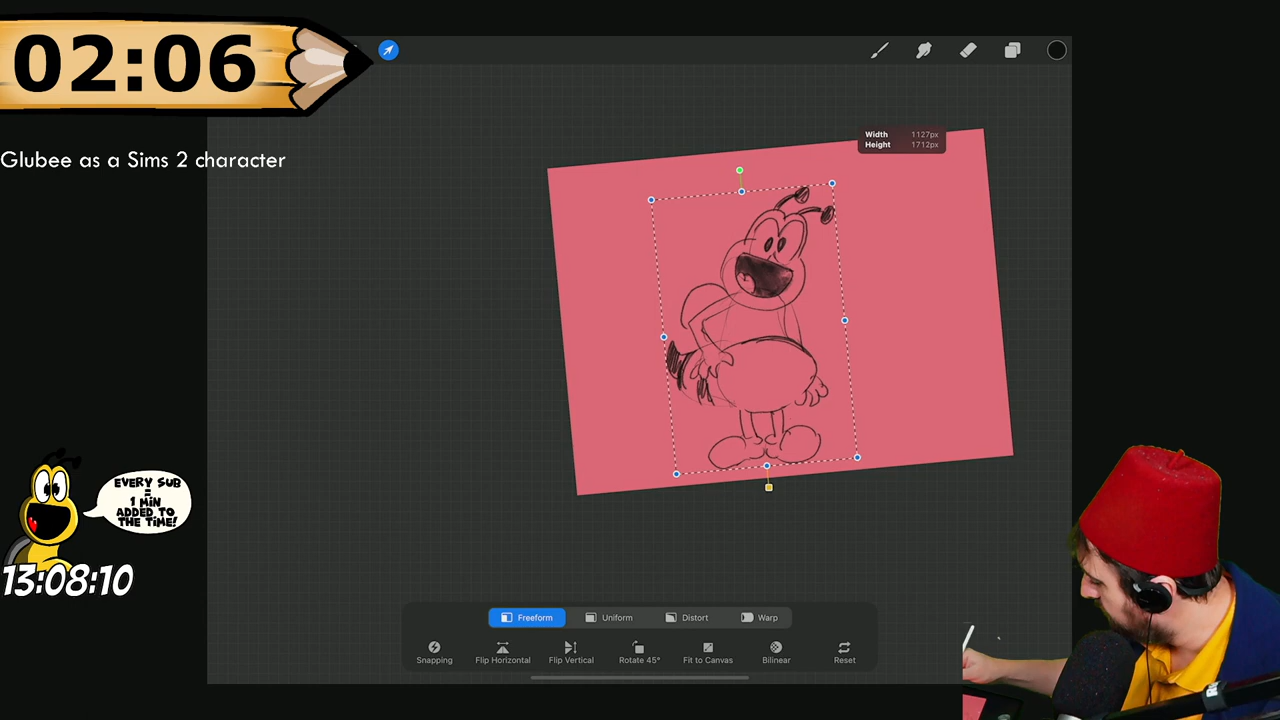 02:06
Glubee as a Sims 2 character
Width 1127px
Height 1712px
EVERY SUB
=
1 MIN
ADDED TO
THE TIME!
13:08:10
Freeform Uniform Distort Warp
Snapping Flip Horizontal Flip Vertical Rotate 45° Fit to Canvas Bilinear Reset